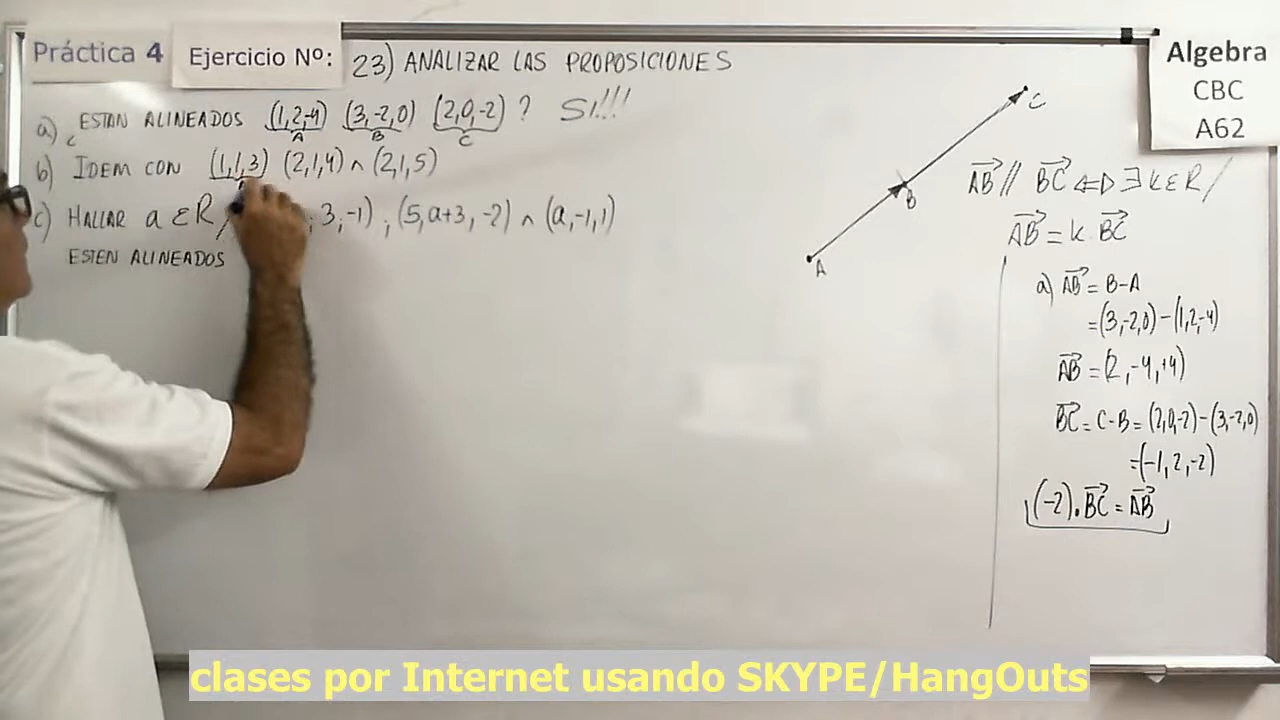 Práctica 4
Ejercicio Nº: 23) ANALIZAR LAS PROPOSICIONES
a) ¿ESTAN ALINEADOS (1,2,-4) (3,-2,0) (2,0,-2) ? SI!!!
A B C
b) IDEM CON (1,1,3) (2,1,4) ∧ (2,1,5)
c) HALLAR a ∈ R / , 3, -1) ; (5, a+3, -2) ∧ (a, -1, 1)
ESTEN ALINEADOS
C
B
A
Algebra
CBC
A62
AB // BC ⇔ ∃ k ∈ R /
AB = k. BC
a) AB = B-A
= (3,-2,0) - (1,2,-4)
AB = (2, -4, +4)
BC = C-B = (2,0,-2) - (3,-2,0)
= (-1, 2, -2)
(-2). BC = AB
clases por Internet usando SKYPE/HangOuts